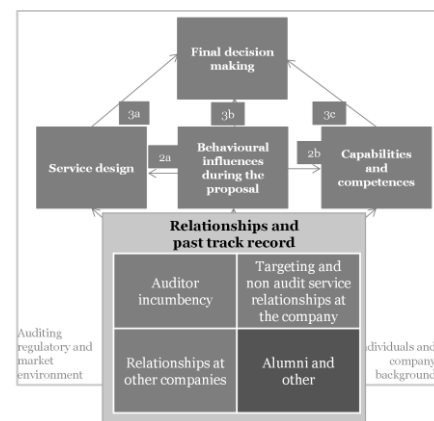 Final decision
making
3a
3b
3c
Service design
2a
Behavioural
influences
during the
proposal
2b
Capabilities
and
competences
Relationships and
past track record
Auditor
incumbency
Targeting and
non audit service
relationships at
the company
Relationships at
other companies
Alumni and
other
Auditing
regulatory and
market
environment
dividuals and
company
background